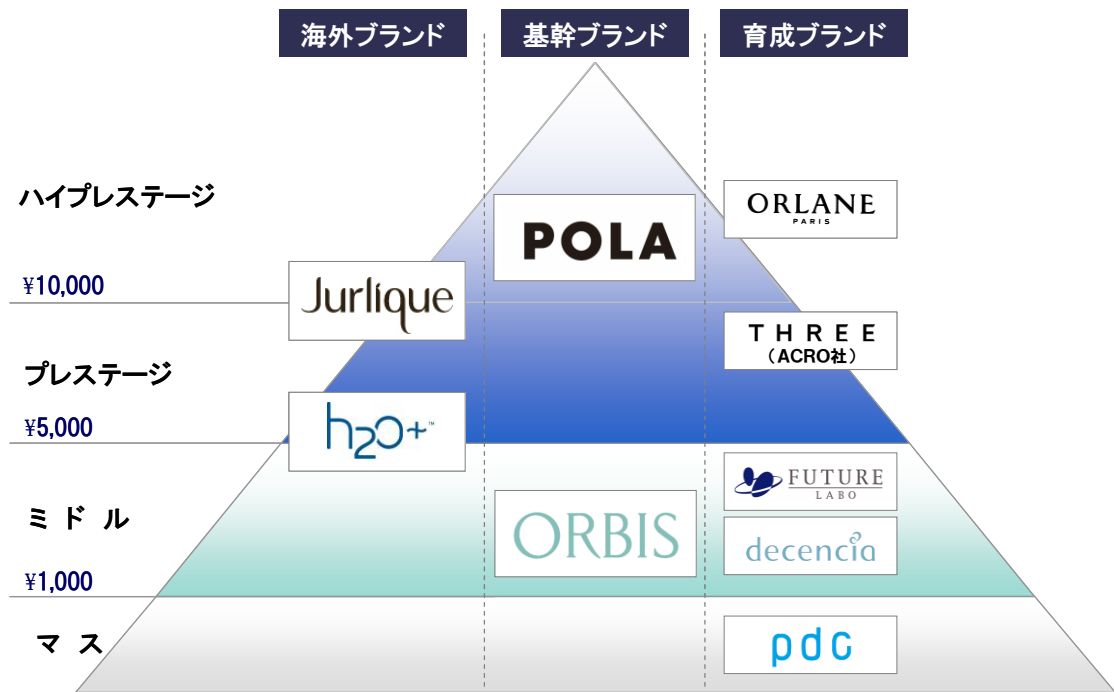 海外ブランド
基幹ブランド
育成ブランド
ハイプレステージ
ORLANE
PARIS
POLA
¥10,000
Jurlique
THREE
（ACRO社）
プレステージ
¥5,000
h2o+™
FUTURE
LABO
ミドル
ORBIS
decencia
¥1,000
マス
pdc